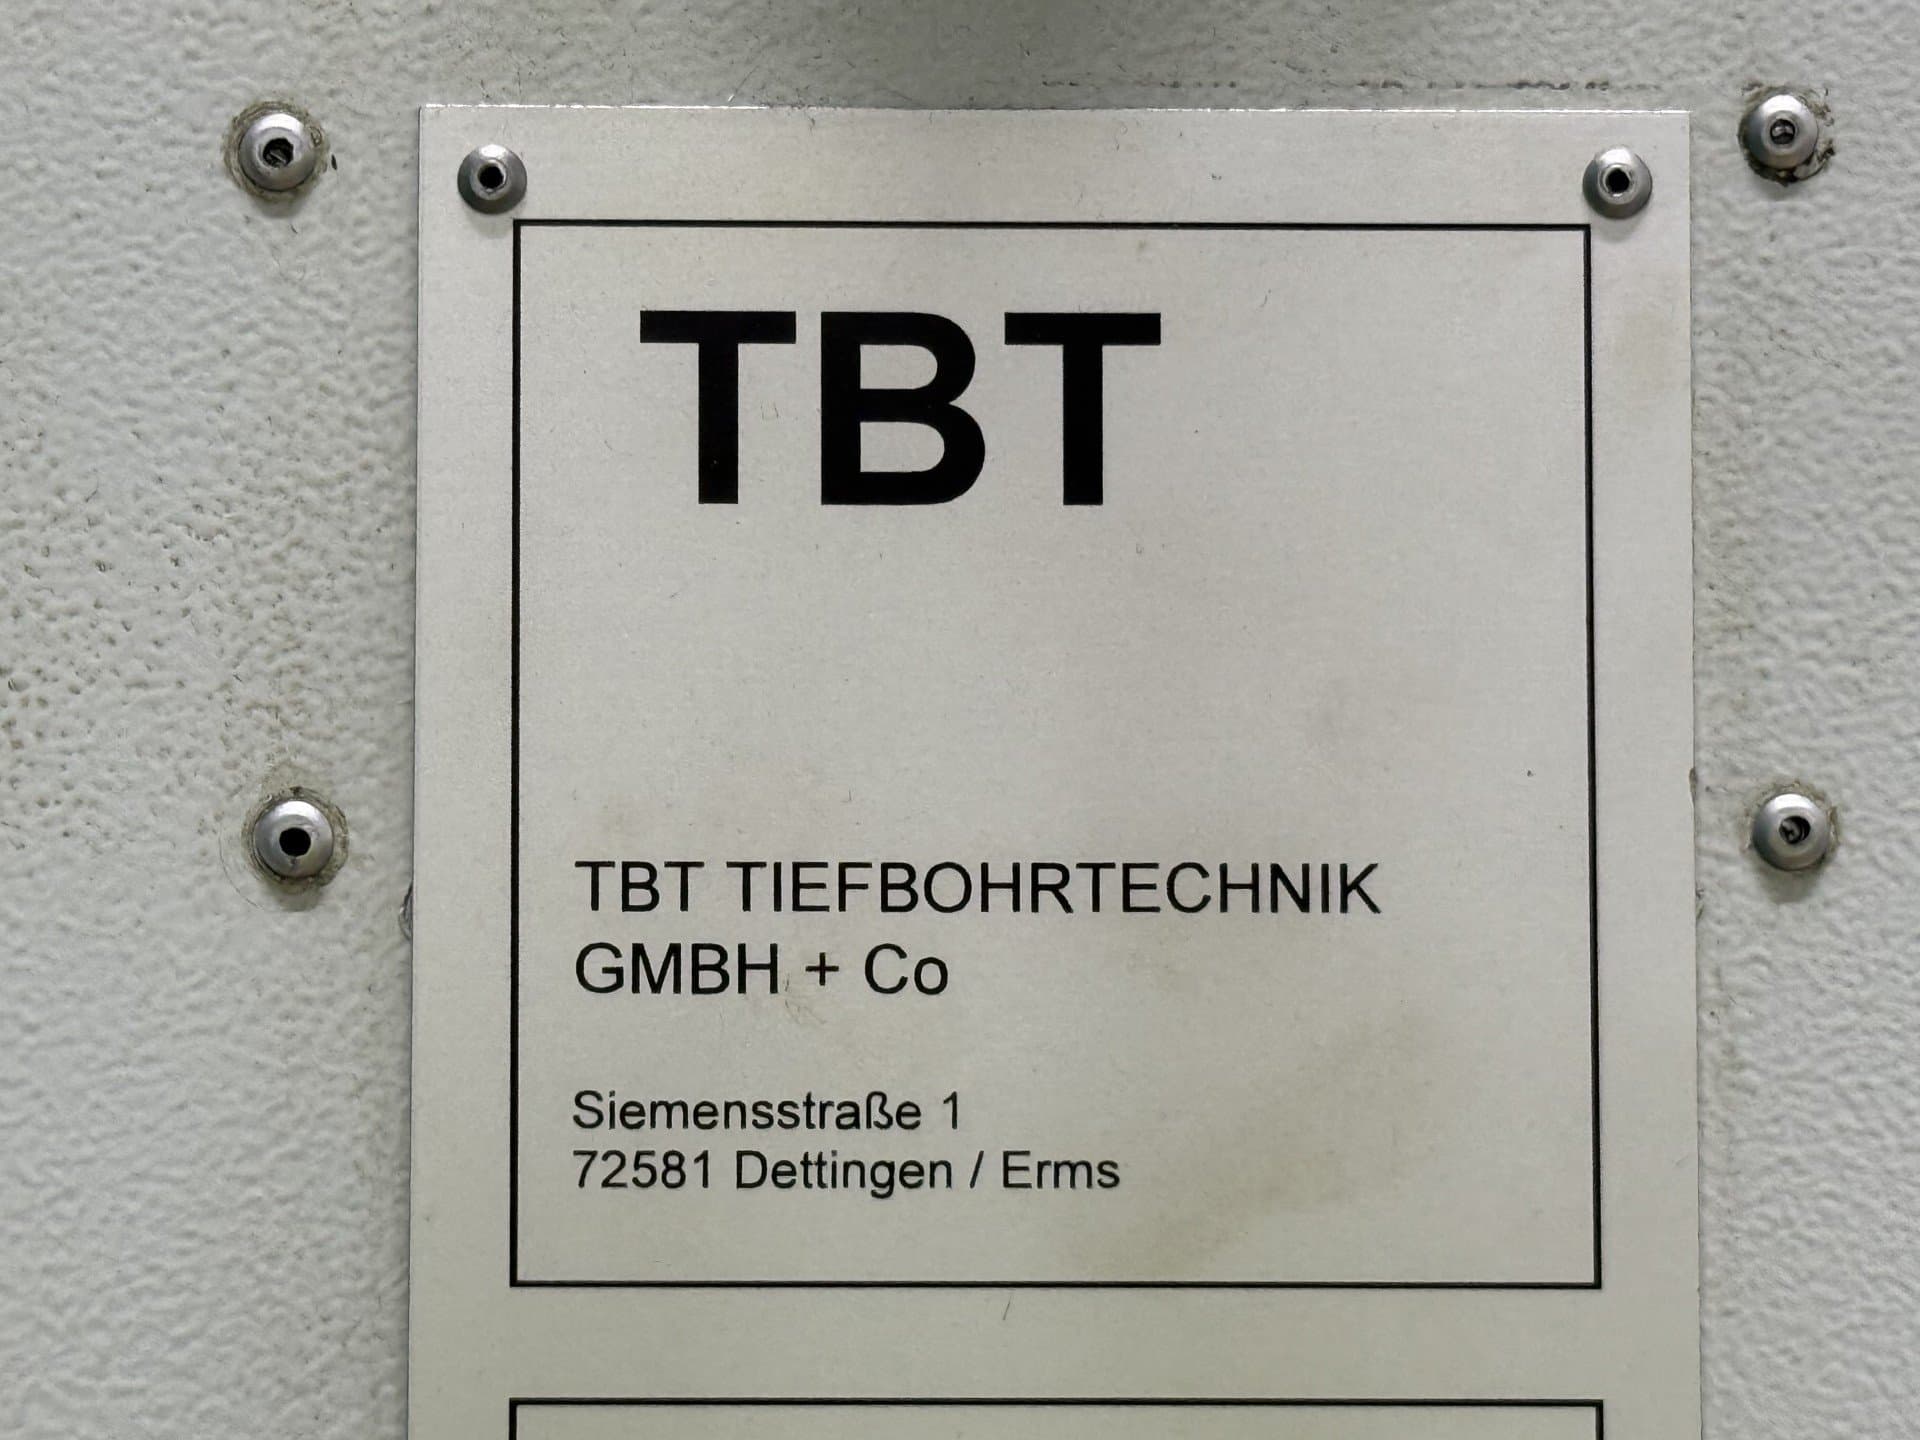 TBT
TBT TIEFBOHRTECHNIK
GMBH + Co
Siemensstraße 1
72581 Dettingen / Erms